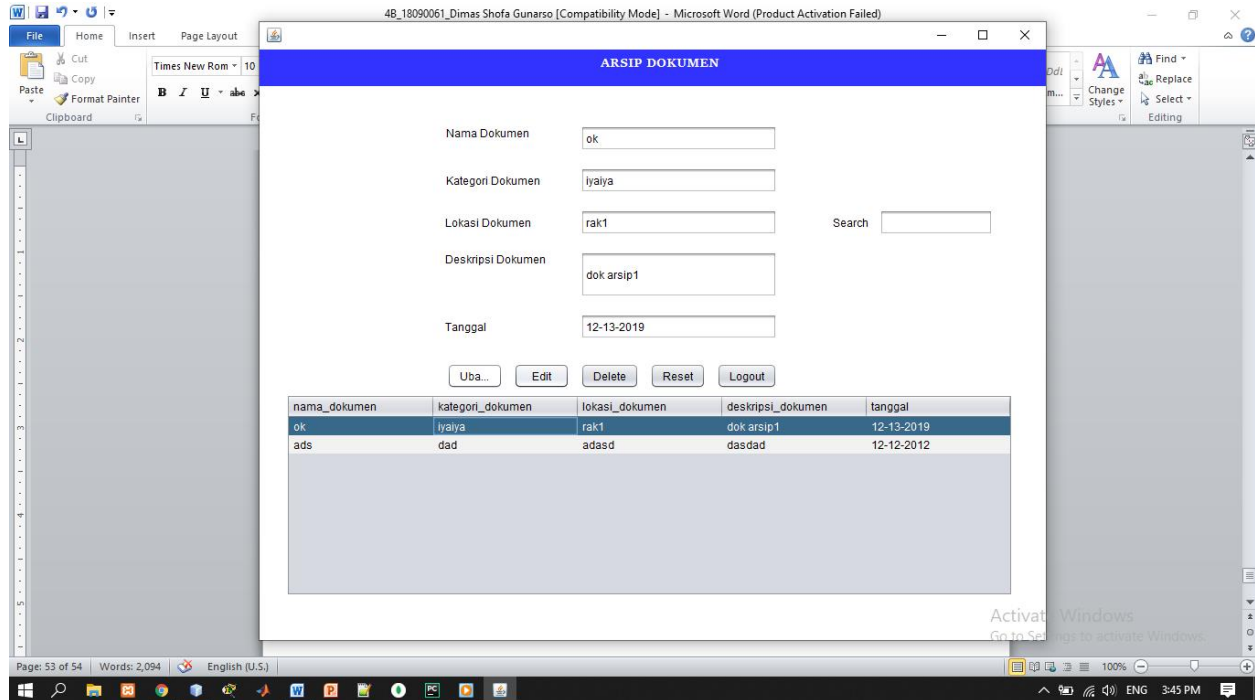 4B_18090061_Dimas Shofa Gunarso [Compatibility Mode] - Microsoft Word (Product Activation Failed)
File Home Insert Page Layout
Cut
Copy
Format Painter
Paste
Clipboard
Times New Rom 10
B I U abe
Find
Replace
Select
Change Styles
Editing
ARSIP DOKUMEN
Nama Dokumen ok
Kategori Dokumen iyaiya
Lokasi Dokumen rak1 Search
Deskripsi Dokumen dok arsip1
Tanggal 12-13-2019
Uba... Edit Delete Reset Logout
nama_dokumen kategori_dokumen lokasi_dokumen deskripsi_dokumen tanggal
ok iyaiya rak1 dok arsip1 12-13-2019
ads dad adasd dasdad 12-12-2012
Activate Windows
Go to Settings to activate Windows.
Page: 53 of 54 Words: 2,094 English (U.S.) 100%
ENG 3:45 PM